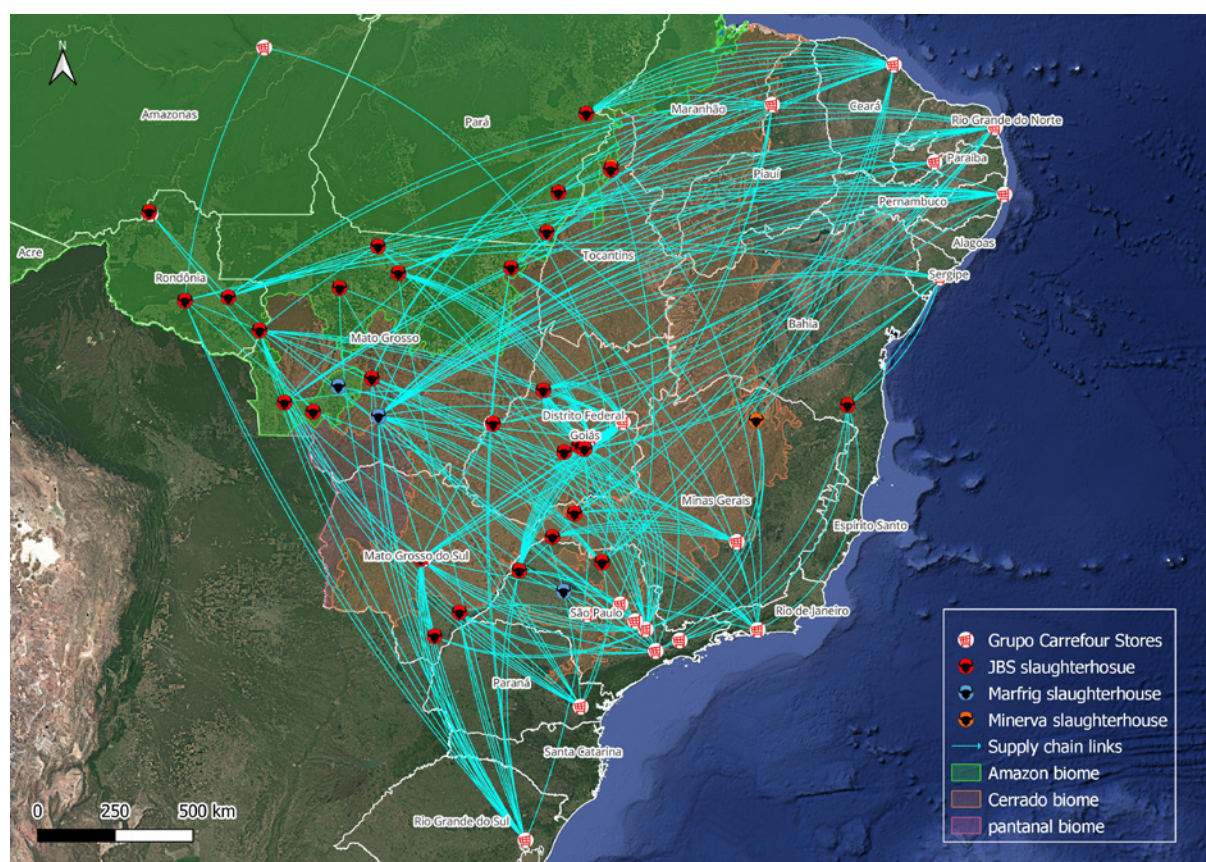 N
Amazonas
Pará
Maranhão
Ceará
Rio Grande do Norte
Paraíba
Piauí
Pernambuco
Alagoas
Acre
Rondônia
Tocantins
Sergipe
Mato Grosso
Bahia
Distrito Federal
Goiás
Minas Gerais
Espírito Santo
Mato Grosso do Sul
São Paulo
Rio de Janeiro
Paraná
Santa Catarina
Rio Grande do Sul
0 250 500 km
Grupo Carrefour Stores
JBS slaughterhosue
Marfrig slaughterhouse
Minerva slaughterhouse
Supply chain links
Amazon biome
Cerrado biome
pantanal biome